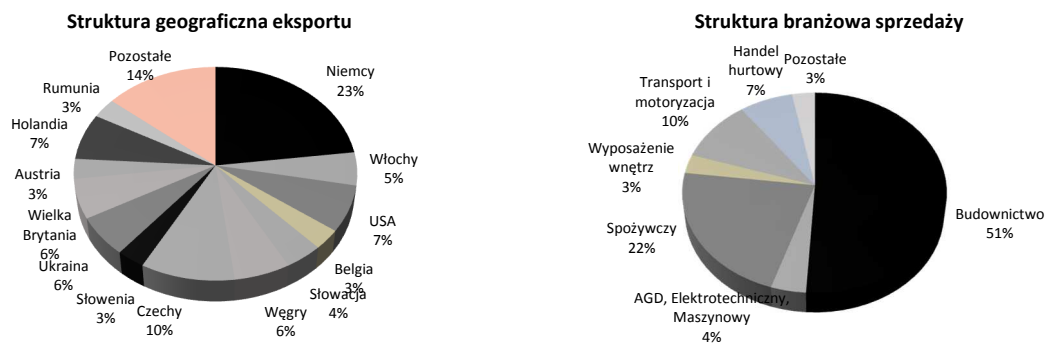 Struktura geograficzna eksportu
Pozostałe
14%
Niemcy
23%
Rumunia
3%
Holandia
7%
Włochy
5%
Austria
3%
USA
7%
Wielka
Brytania
6%
Ukraina
6%
Belgia
3%
Słowenia
3%
Czechy
10%
Węgry
6%
Słowacja
4%
Struktura branżowa sprzedaży
Handel
hurtowy
7%
Pozostałe
3%
Transport i
motoryzacja
10%
Wyposażenie
wnętrz
3%
Budownictwo
51%
Spożywczy
22%
AGD, Elektrotechniczny,
Maszynowy
4%